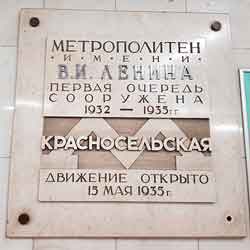 МЕТРОПОЛИТЕН
ИМЕНИ
В.И. ЛЕНИНА
ПЕРВАЯ ОЧЕРЕДЬ
СООРУЖЕНА
1932 — 1935 г.г
КРАСНОСЕЛЬСКАЯ
ДВИЖЕНИЕ ОТКРЫТО
15 МАЯ 1935 г.